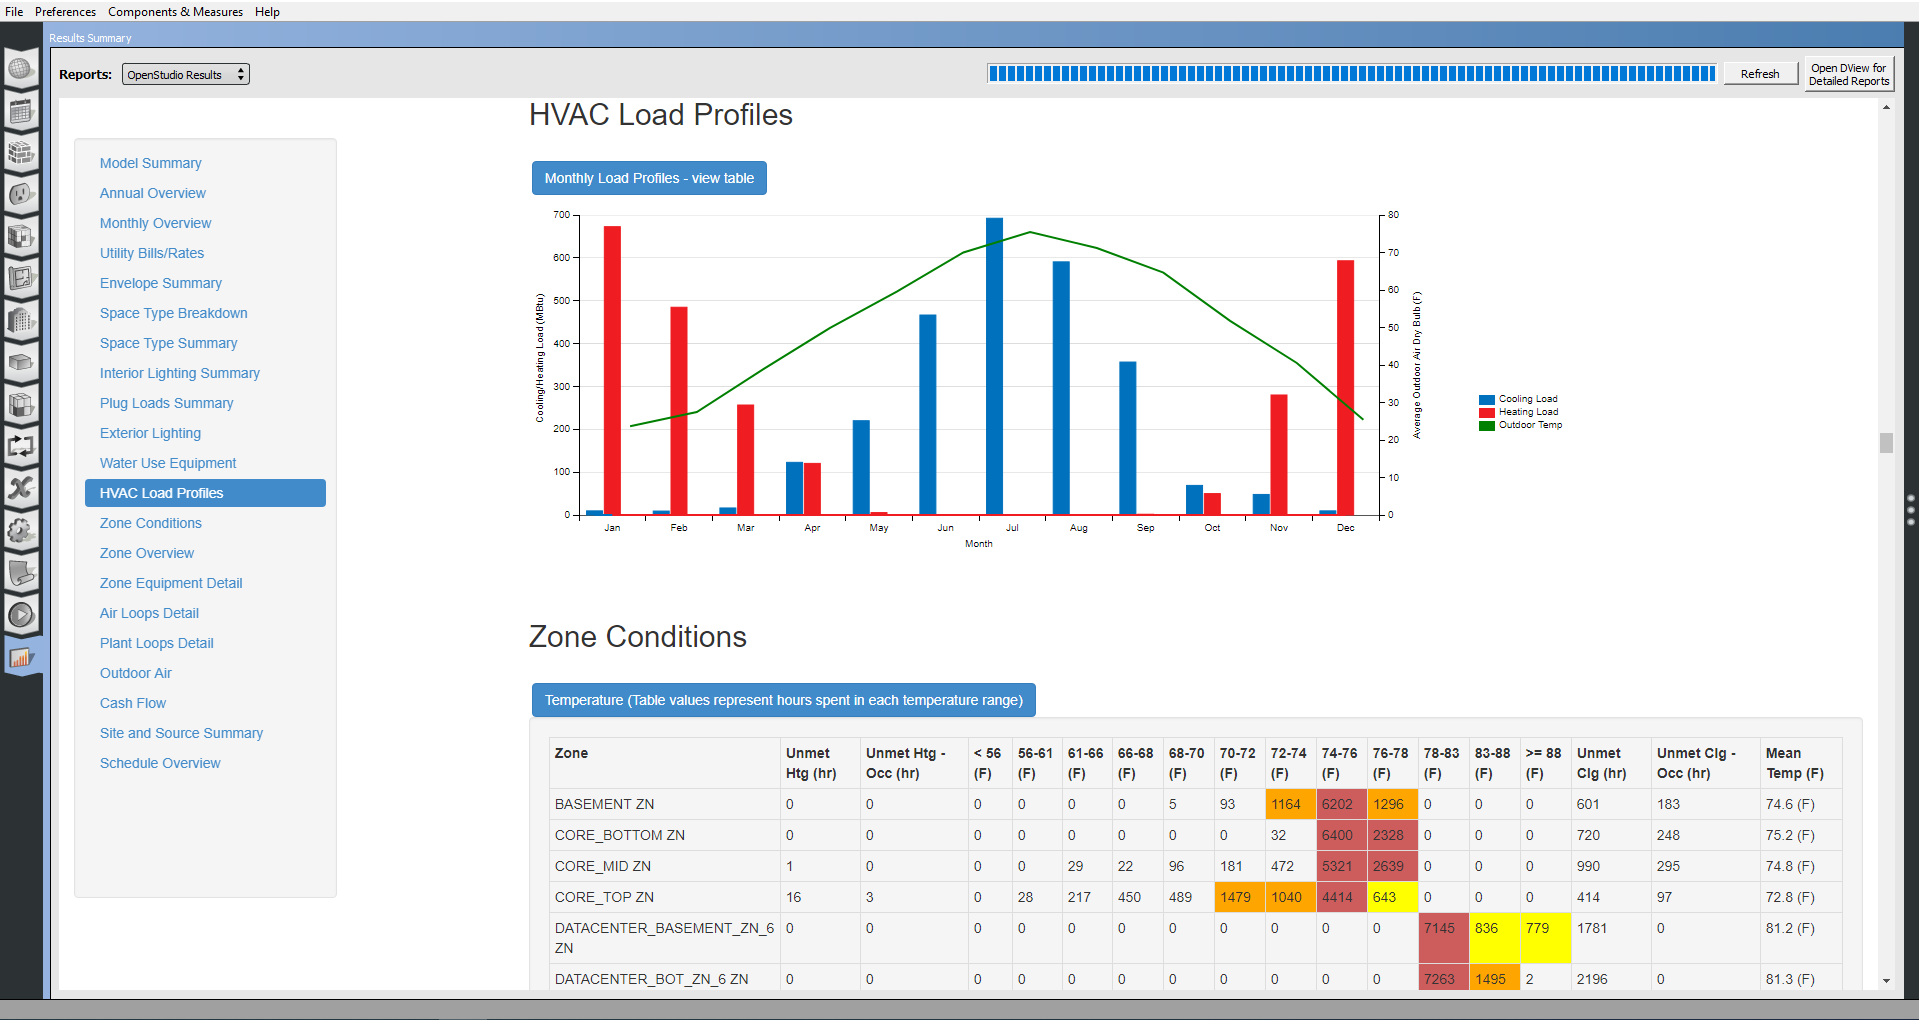 File Preferences Components & Measures Help
Results Summary
Reports: OpenStudio Results Refresh Open DView for
Detailed Reports
Model Summary
Annual Overview
Monthly Overview
Utility Bills/Rates
Envelope Summary
Space Type Breakdown
Space Type Summary
Interior Lighting Summary
Plug Loads Summary
Exterior Lighting
Water Use Equipment
HVAC Load Profiles
Zone Conditions
Zone Overview
Zone Equipment Detail
Air Loops Detail
Plant Loops Detail
Outdoor Air
Cash Flow
Site and Source Summary
Schedule Overview
HVAC Load Profiles
Monthly Load Profiles - view table
Cooling/Heating Load (MBtu)
700
600
500
400
300
200
100
0
80
70
60
50
40
30
20
10
0
Average Outdoor Air Dry Bulb (F)
Jan Feb Mar Apr May Jun Jul Aug Sep Oct Nov Dec
Month
Cooling Load
Heating Load
Outdoor Temp
Zone Conditions
Temperature (Table values represent hours spent in each temperature range)
Zone Unmet Unmet Htg - < 56 56-61 61-66 66-68 68-70 70-72 72-74 74-76 76-78 78-83 83-88 >= 88 Unmet Unmet Clg - Mean
Htg (hr) Occ (hr) (F) (F) (F) (F) (F) (F) (F) (F) (F) (F) (F) (F) Clg (hr) Occ (hr) Temp (F)
BASEMENT ZN 0 0 0 0 0 0 5 93 1164 6202 1296 0 0 0 601 183 74.6 (F)
CORE_BOTTOM ZN 0 0 0 0 0 0 0 0 32 6400 2328 0 0 0 720 248 75.2 (F)
CORE_MID ZN 1 0 0 0 29 22 96 181 472 5321 2639 0 0 0 990 295 74.8 (F)
CORE_TOP ZN 16 3 0 28 217 450 489 1479 1040 4414 643 0 0 0 414 97 72.8 (F)
DATACENTER_BASEMENT_ZN_6 0 0 0 0 0 0 0 0 0 0 0 7145 836 779 1781 0 81.2 (F)
ZN
DATACENTER_BOT_ZN_6 ZN 0 0 0 0 0 0 0 0 0 0 0 7263 1495 2 2196 0 81.3 (F)